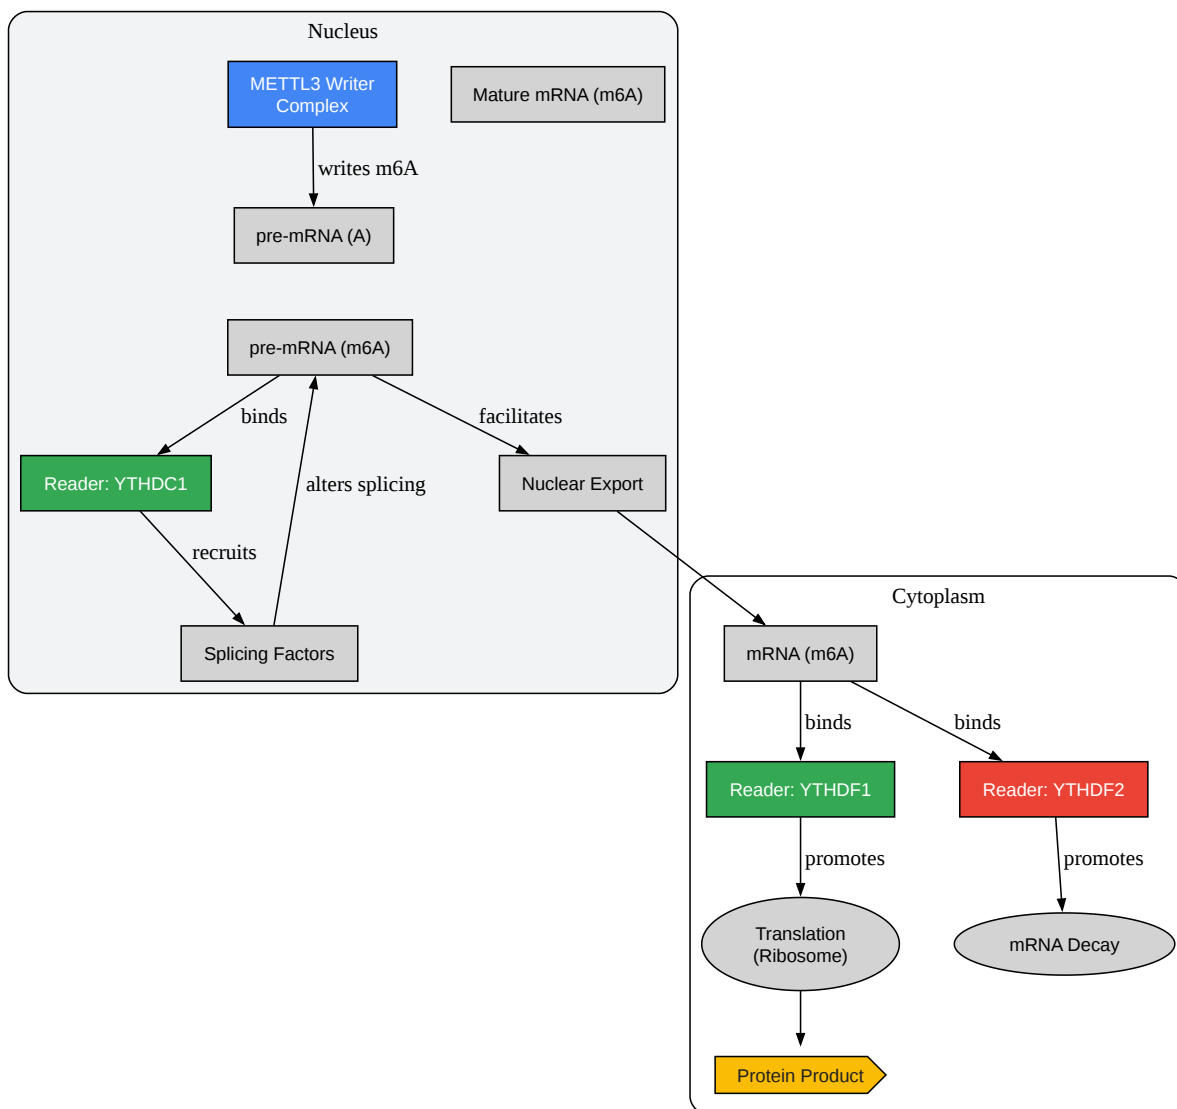 Nucleus
METTL3 Writer
Complex
Mature mRNA (m6A)
writes m6A
pre-mRNA (A)
pre-mRNA (m6A)
binds
facilitates
Reader: YTHDC1
alters splicing
Nuclear Export
recruits
Splicing Factors
Cytoplasm
mRNA (m6A)
binds
binds
Reader: YTHDF1
Reader: YTHDF2
promotes
promotes
Translation
(Ribosome)
mRNA Decay
Protein Product